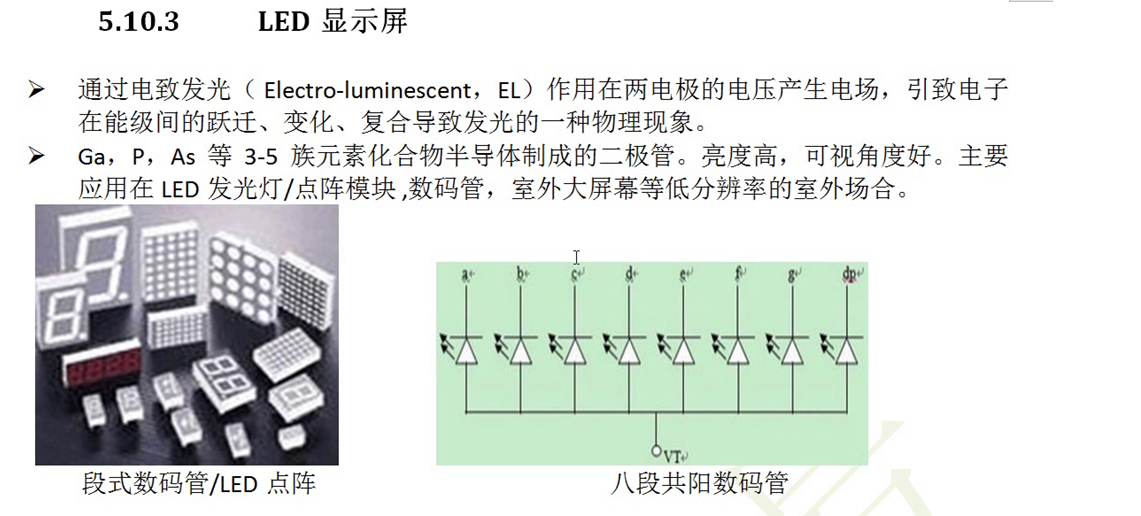 5.10.3 LED 显示屏
通过电致发光（ Electro-luminescent，EL）作用在两电极的电压产生电场，引致电子
在能级间的跃迁、变化、复合导致发光的一种物理现象。
Ga，P，As 等 3-5 族元素化合物半导体制成的二极管。亮度高，可视角度好。主要
应用在 LED 发光灯/点阵模块 ,数码管，室外大屏幕等低分辨率的室外场合。
a b c d e f g dp
VT
段式数码管/LED 点阵 八段共阳数码管